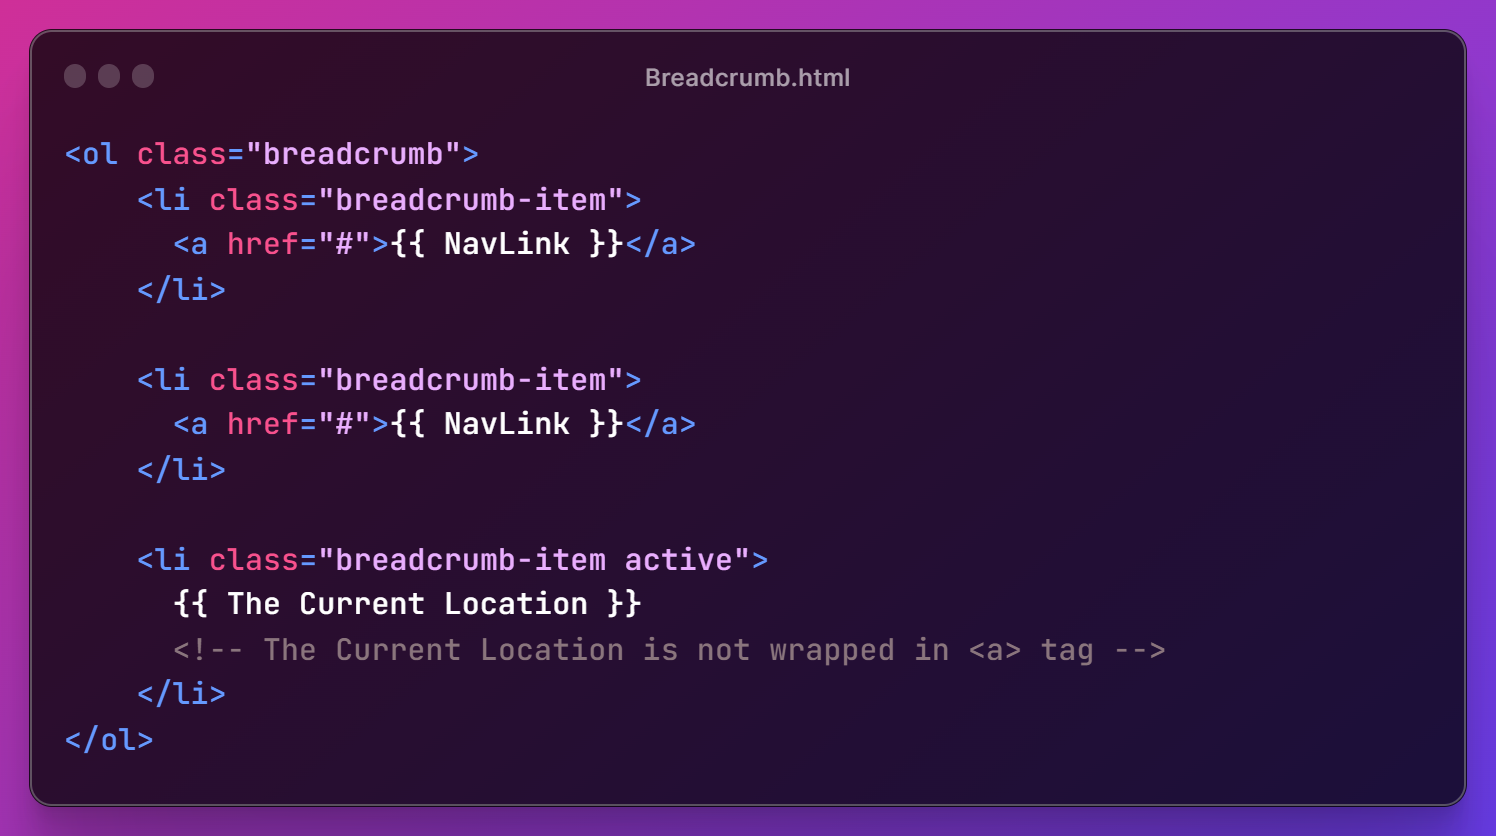 Breadcrumb.html
<ol class="breadcrumb">
    <li class="breadcrumb-item">
      <a href="#">{{ NavLink }}</a>
    </li>

    <li class="breadcrumb-item">
      <a href="#">{{ NavLink }}</a>
    </li>

    <li class="breadcrumb-item active">
      {{ The Current Location }}
      <!-- The Current Location is not wrapped in <a> tag -->
    </li>
</ol>